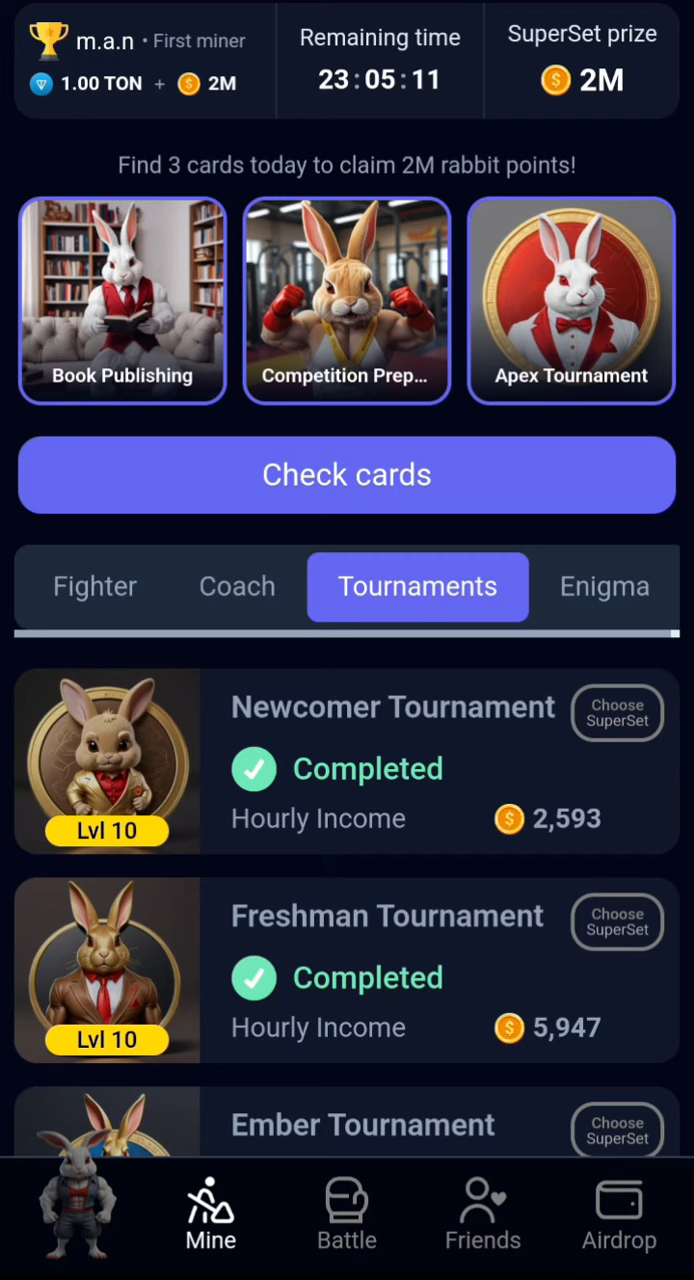 m.a.n • First miner
1.00 TON + 2M
Remaining time
23:05:11
SuperSet prize
2M
Find 3 cards today to claim 2M rabbit points!
Book Publishing
Competition Prep...
Apex Tournament
Check cards
Fighter
Coach
Tournaments
Enigma
Newcomer Tournament
Choose
SuperSet
Completed
Hourly Income
2,593
Lvl 10
Freshman Tournament
Choose
SuperSet
Completed
Hourly Income
5,947
Lvl 10
Ember Tournament
Choose
SuperSet
Mine
Battle
Friends
Airdrop